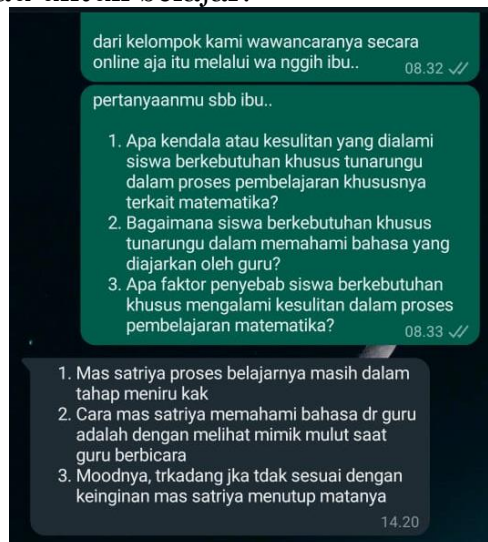 dari kelompok kami wawancaranya secara
online aja itu melalui wa nggih ibu..
08.32
pertanyaanmu sbb ibu..
1. Apa kendala atau kesulitan yang dialami
siswa berkebutuhan khusus tunarungu
dalam proses pembelajaran khususnya
terkait matematika?
2. Bagaimana siswa berkebutuhan khusus
tunarungu dalam memahami bahasa yang
diajarkan oleh guru?
3. Apa faktor penyebab siswa berkebutuhan
khusus mengalami kesulitan dalam proses
pembelajaran matematika?
08.33
1. Mas satriya proses belajarnya masih dalam
tahap meniru kak
2. Cara mas satriya memahami bahasa dr guru
adalah dengan melihat mimik mulut saat
guru berbicara
3. Moodnya, trkadang jka tdak sesuai dengan
keinginan mas satriya menutup matanya
14.20